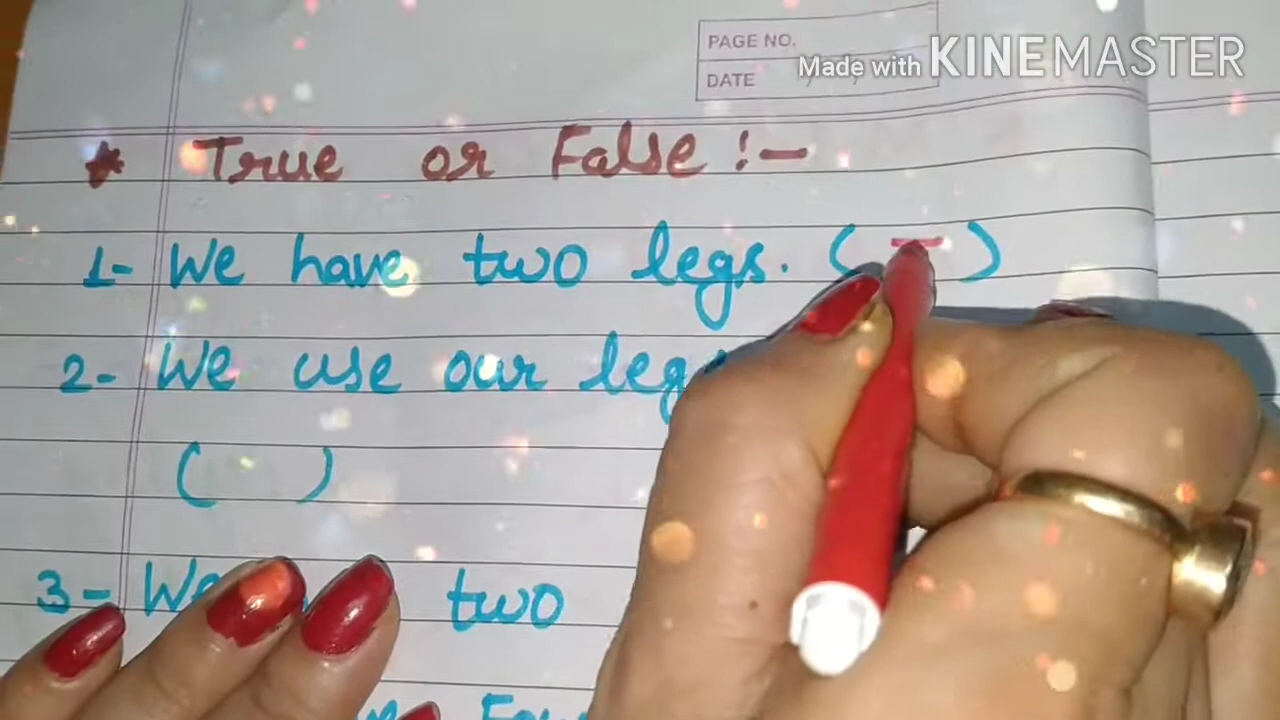 PAGE NO.
DATE
Made with KINEMASTER
* True or False :-
1- We have two legs. ( )
2- We use our legs
( )
3- We two